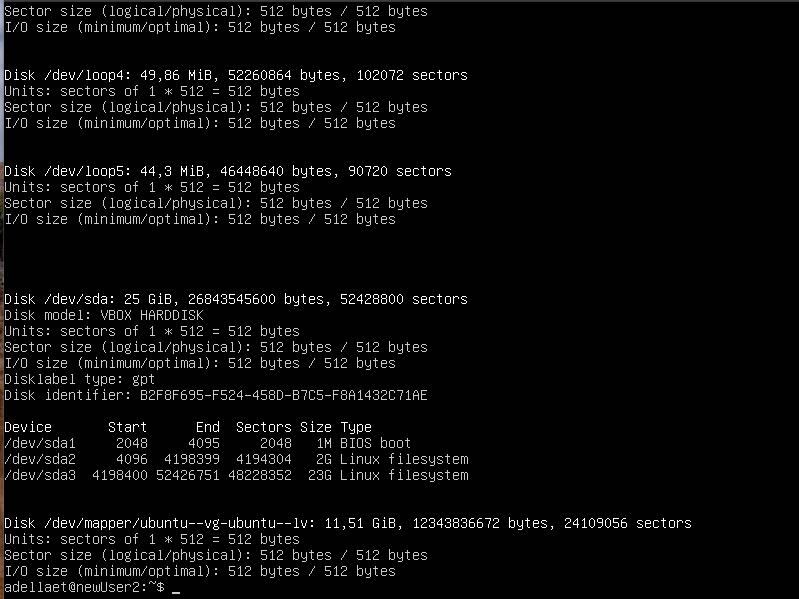 Sector size (logical/physical): 512 bytes / 512 bytes
I/O size (minimum/optimal): 512 bytes / 512 bytes
Disk /dev/loop4: 49,86 MiB, 52260864 bytes, 102072 sectors
Units: sectors of 1 * 512 = 512 bytes
Sector size (logical/physical): 512 bytes / 512 bytes
I/O size (minimum/optimal): 512 bytes / 512 bytes
Disk /dev/loop5: 44,3 MiB, 46448640 bytes, 90720 sectors
Units: sectors of 1 * 512 = 512 bytes
Sector size (logical/physical): 512 bytes / 512 bytes
I/O size (minimum/optimal): 512 bytes / 512 bytes
Disk /dev/sda: 25 GiB, 26843545600 bytes, 52428800 sectors
Disk model: VBOX HARDDISK
Units: sectors of 1 * 512 = 512 bytes
Sector size (logical/physical): 512 bytes / 512 bytes
I/O size (minimum/optimal): 512 bytes / 512 bytes
Disklabel type: gpt
Disk identifier: B2F8F695-F524-458D-B7C5-F8A1432C71AE
Device Start End Sectors Size Type
/dev/sda1 2048 4095 2048 1M BIOS boot
/dev/sda2 4096 4198399 4194304 2G Linux filesystem
/dev/sda3 4198400 52426751 48228352 23G Linux filesystem
Disk /dev/mapper/ubuntu--vg-ubuntu--lv: 11,51 GiB, 12343836672 bytes, 24109056 sectors
Units: sectors of 1 * 512 = 512 bytes
Sector size (logical/physical): 512 bytes / 512 bytes
I/O size (minimum/optimal): 512 bytes / 512 bytes
adellaet@newUser2:~$ _